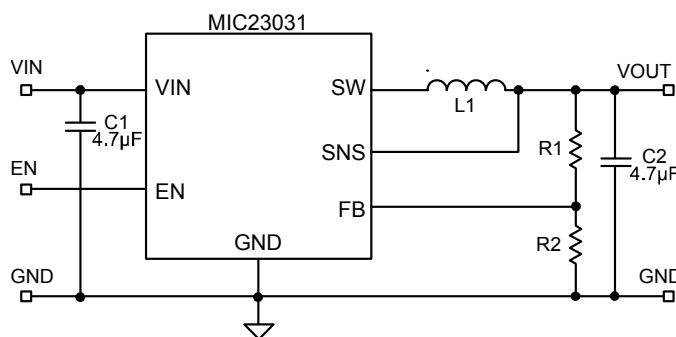 MIC23031
VIN
VIN
SW
L1
VOUT
C1
4.7µF
SNS
R1
C2
4.7µF
EN
EN
FB
GND
R2
GND
GND